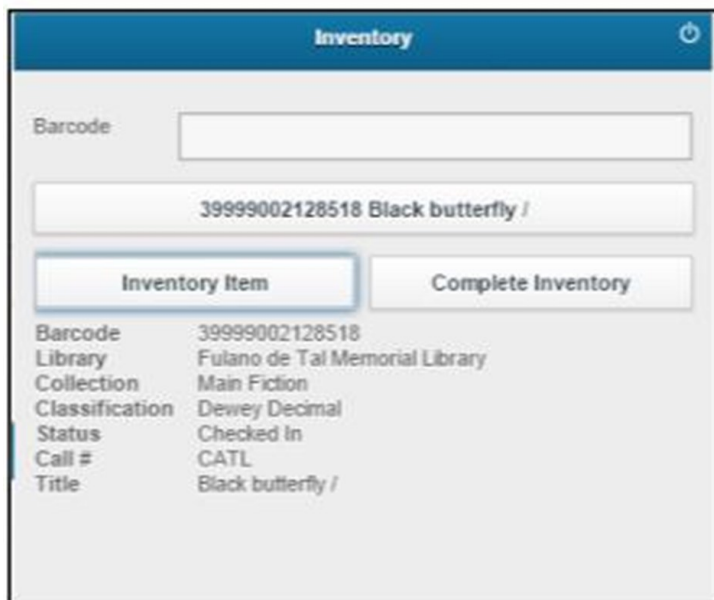 Inventory
Barcode
39999002128518 Black butterfly /
Inventory Item Complete Inventory
Barcode 39999002128518
Library Fulano de Tal Memorial Library
Collection Main Fiction
Classification Dewey Decimal
Status Checked In
Call # CATL
Title Black butterfly /